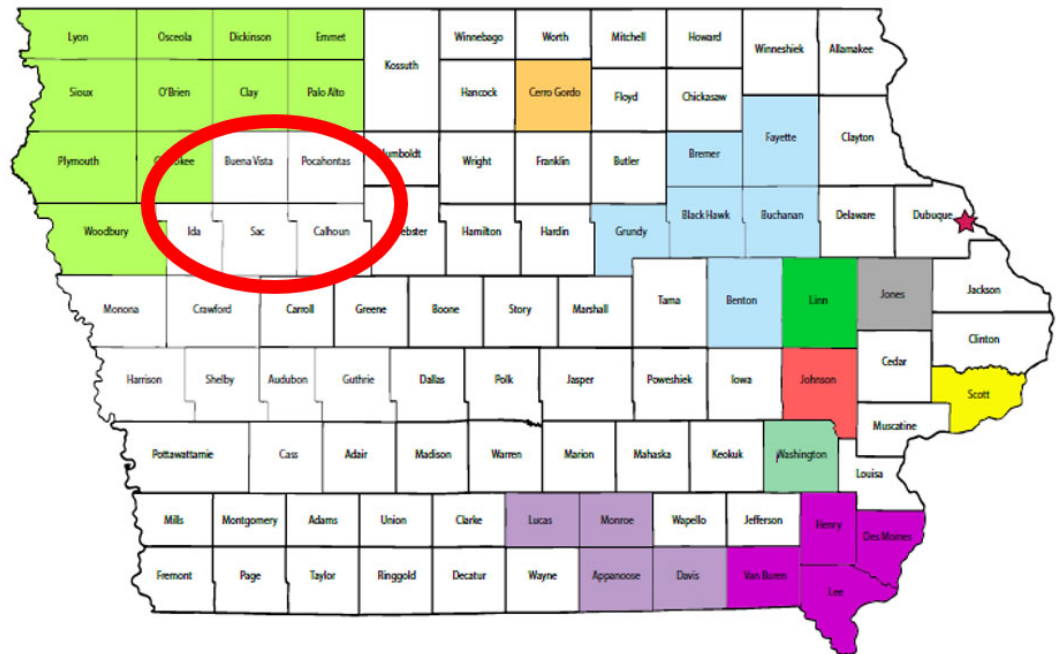 Lyon Osceola Dickinson Emmet Winnebago Worth Mitchell Howard
Kossuth Winneshiek Allamakee
Sioux O'Brien Clay Palo Alto Hancock Cerro Gordo Floyd Chickasaw
Plymouth Cherokee Buena Vista Pocahontas Humboldt Wright Franklin Butler Bremer Fayette Clayton
Woodbury Ida Sac Calhoun Webster Hamilton Hardin Grundy Black Hawk Buchanan Delaware Dubuque
Monona Crawford Carroll Greene Boone Story Marshall Tama Benton Linn Jones Jackson
Clinton
Harrison Shelby Audubon Guthrie Dallas Polk Jasper Poweshiek Iowa Johnson Cedar Scott
Muscatine
Pottawattamie Cass Adair Madison Warren Marion Mahaska Keokuk Washington Louisa
Mills Montgomery Adams Union Clarke Lucas Monroe Wapello Jefferson Henry Des Moines
Fremont Page Taylor Ringgold Decatur Wayne Appanoose Davis Van Buren Lee